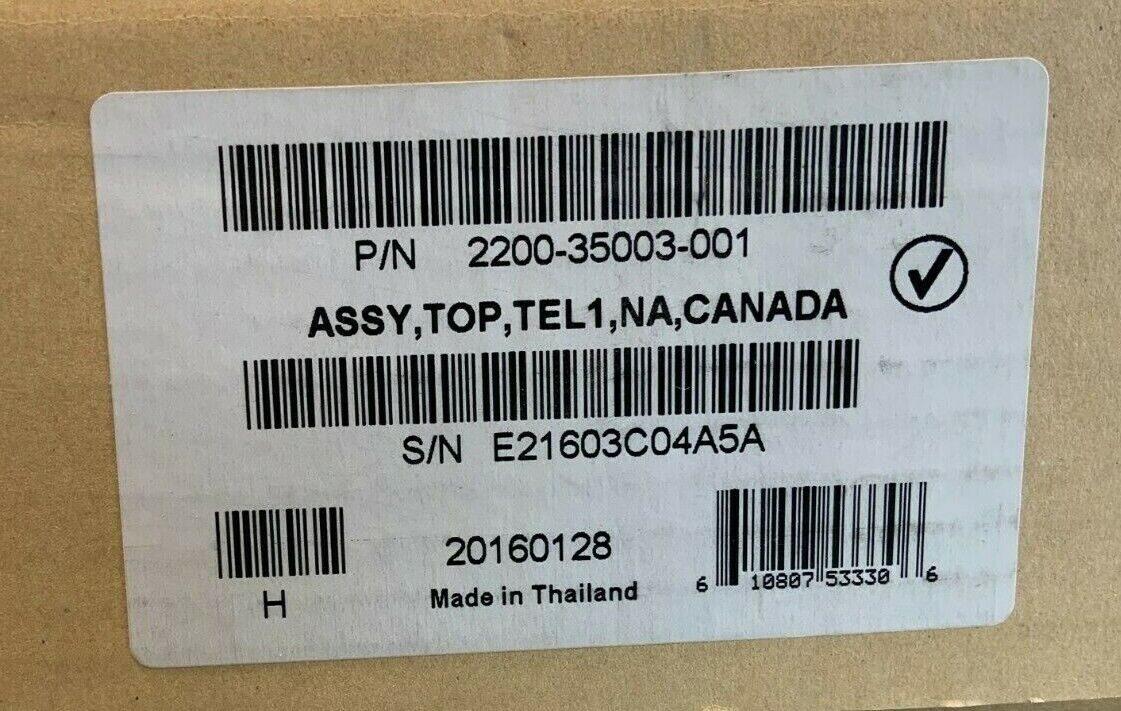 P/N 2200-35003-001
ASSY,TOP,TEL1,NA,CANADA
S/N E21603C04A5A
H
20160128
Made in Thailand
6 10807 53330 6